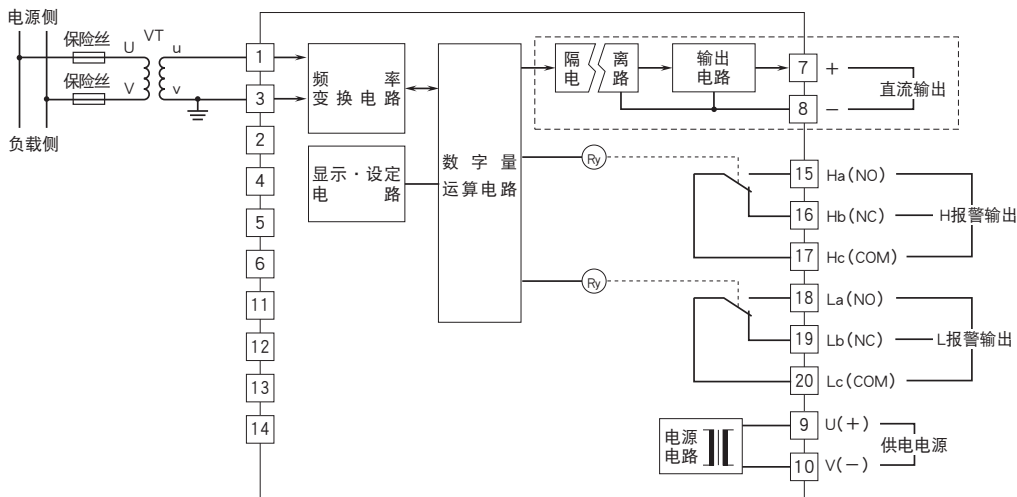 电源侧
保险丝
U
VT
u
保险丝
V
v
负载侧
1
3
2
4
5
6
11
12
13
14
频 率
变换电路
显示·设定
电 路
数 字 量
运算电路
隔 离
电 路
输出
电路
7 +
8 −
直流输出
Ry
15 Ha(NO)
16 Hb(NC)
17 Hc(COM)
H报警输出
Ry
18 La(NO)
19 Lb(NC)
20 Lc(COM)
L报警输出
电源
电路
9 U(+)
10 V(−)
供电电源